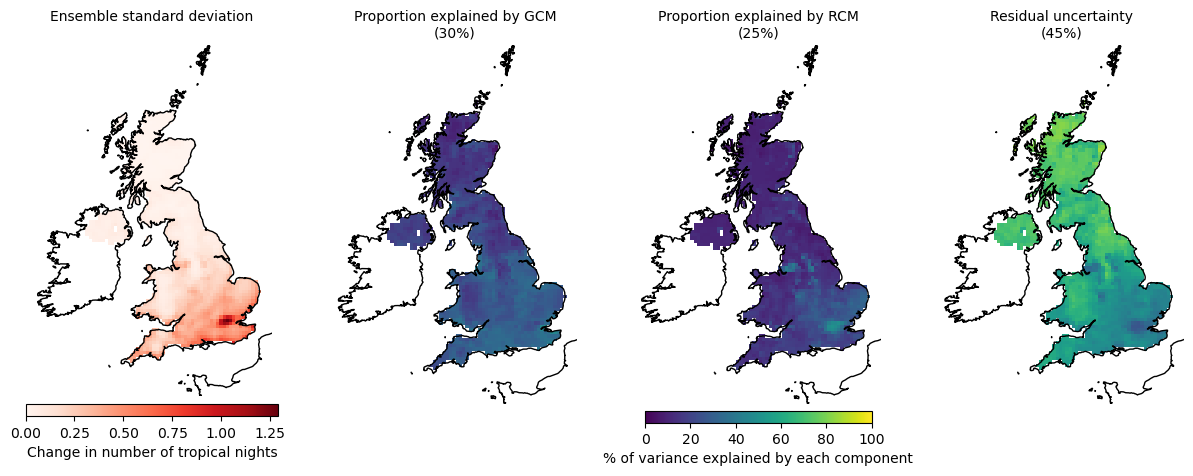 Ensemble standard deviation
Proportion explained by GCM
(30%)
Proportion explained by RCM
(25%)
Residual uncertainty
(45%)
0.00 0.25 0.50 0.75 1.00 1.25
Change in number of tropical nights
0 20 40 60 80 100
% of variance explained by each component